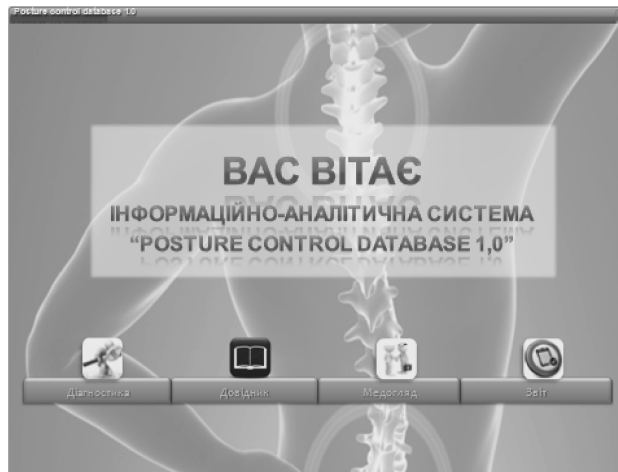 Posture control database 1.0
ВАС ВІТАЄ
ІНФОРМАЦІЙНО-АНАЛІТИЧНА СИСТЕМА
“POSTURE CONTROL DATABASE 1,0”
Діагностика Довідник Медогляд Звіт